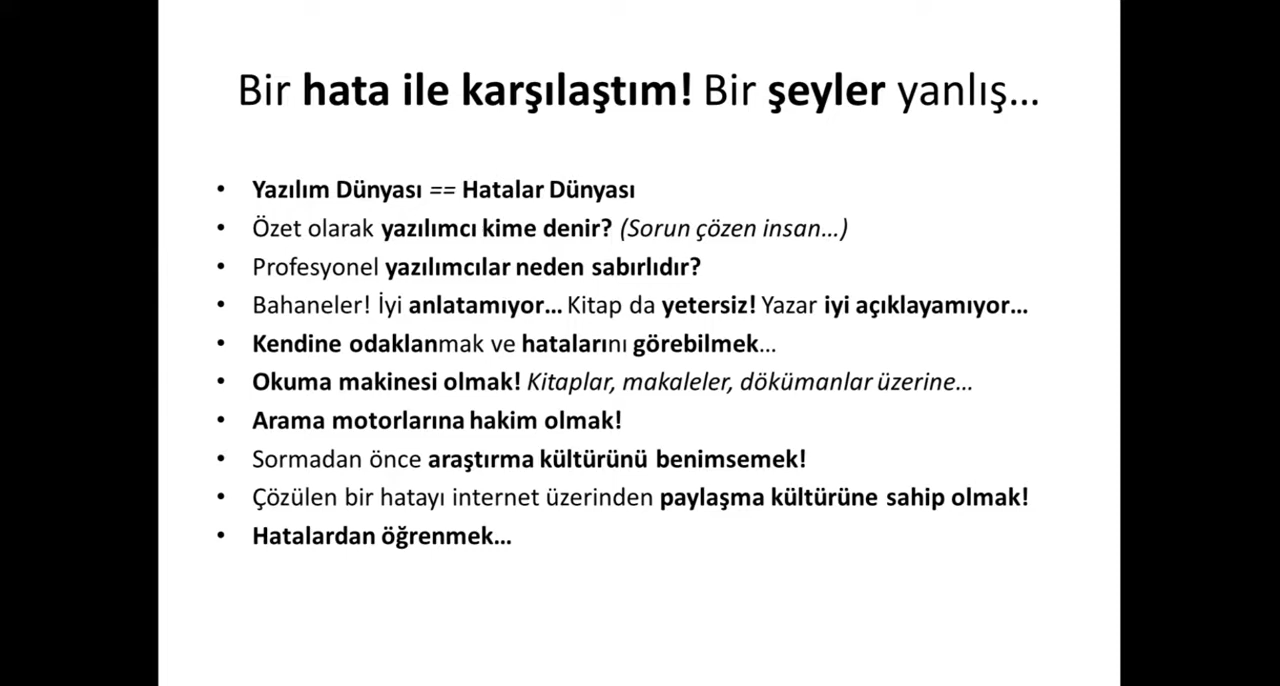 Bir hata ile karşılaştım! Bir şeyler yanlış...
• Yazılım Dünyası == Hatalar Dünyası
• Özet olarak yazılımcı kime denir? (Sorun çözen insan...)
• Profesyonel yazılımcılar neden sabırlıdır?
• Bahaneler! İyi anlatamıyor... Kitap da yetersiz! Yazar iyi açıklayamıyor...
• Kendine odaklanmak ve hatalarını görebilmek...
• Okuma makinesi olmak! Kitaplar, makaleler, dökümanlar üzerine...
• Arama motorlarına hakim olmak!
• Sormadan önce araştırma kültürünü benimsemek!
• Çözülen bir hatayı internet üzerinden paylaşma kültürüne sahip olmak!
• Hatalardan öğrenmek...